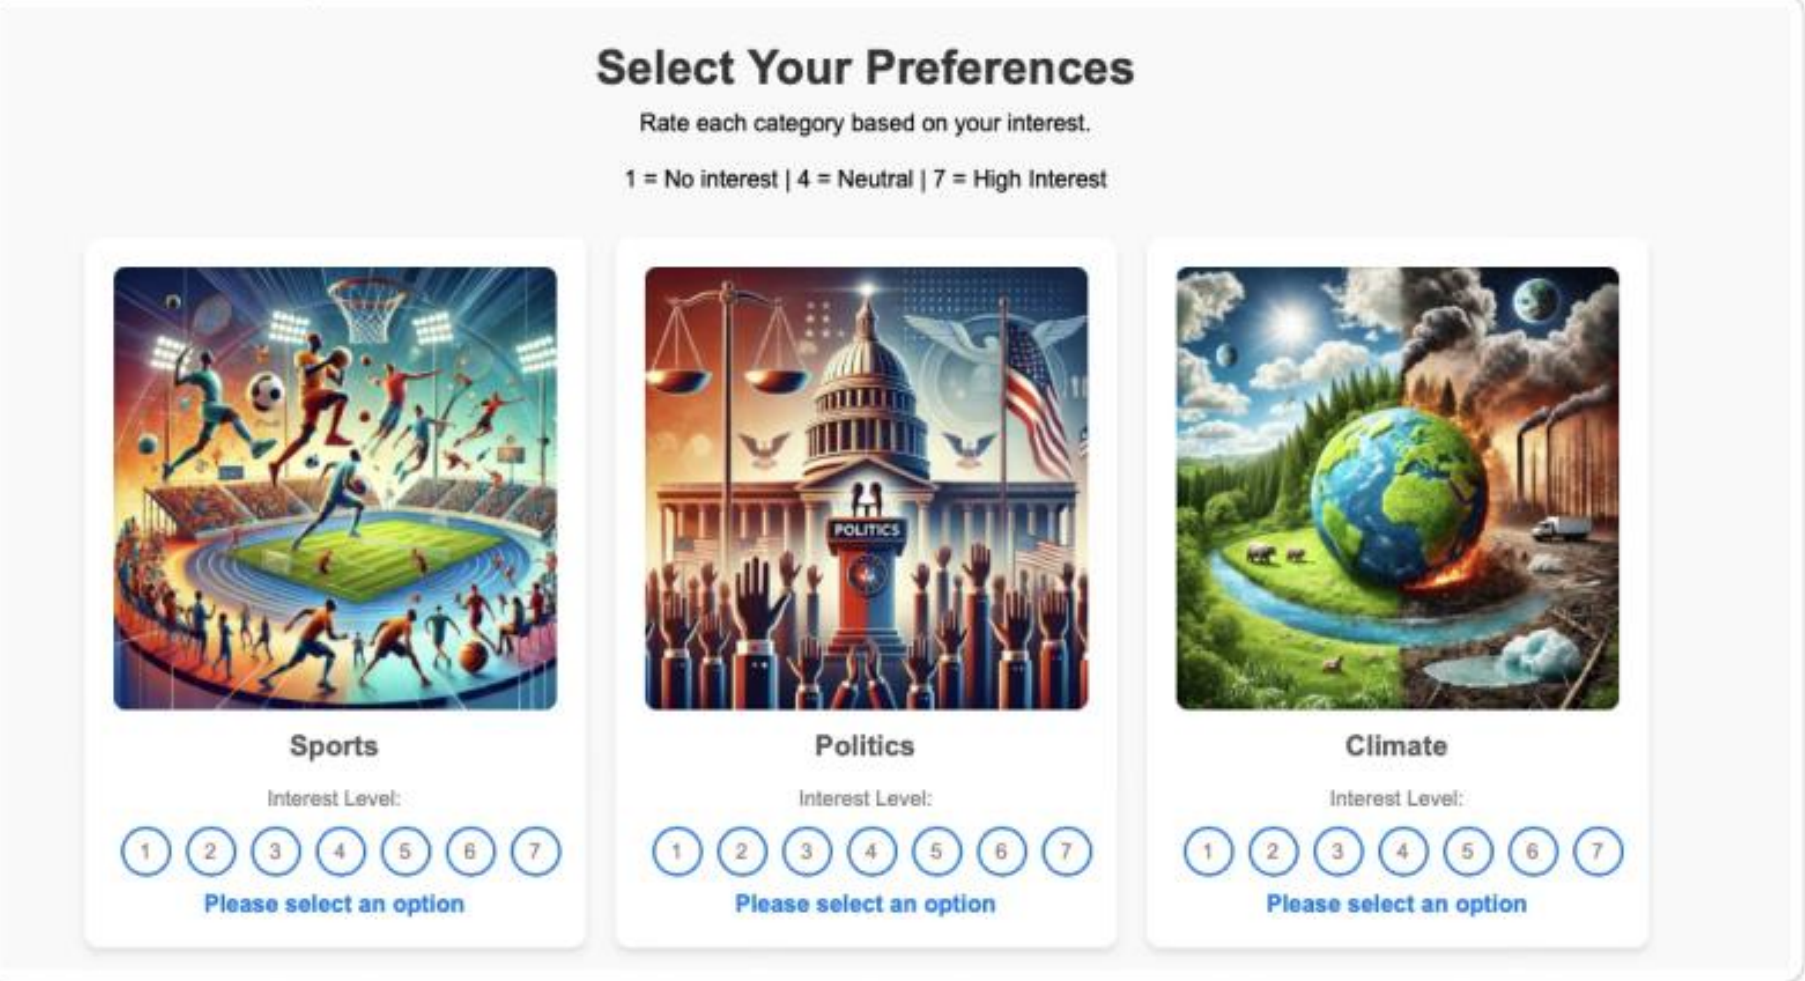 Select Your Preferences
Rate each category based on your interest.
1 = No interest | 4 = Neutral | 7 = High Interest
POLITICS
Sports
Interest Level:
1 2 3 4 5 6 7
Please select an option
Politics
Interest Level:
1 2 3 4 5 6 7
Please select an option
Climate
Interest Level:
1 2 3 4 5 6 7
Please select an option